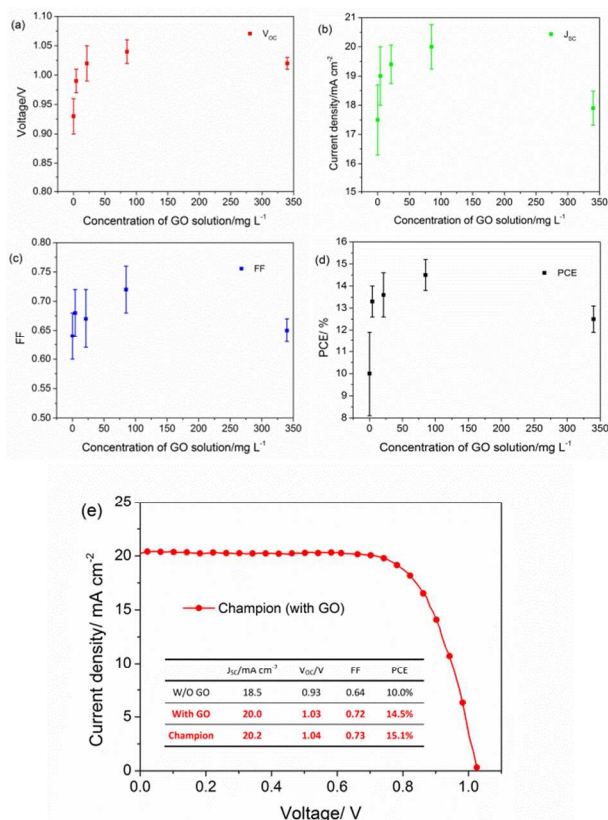 (a)
V_OC
Voltage/V
1.10
1.05
1.00
0.95
0.90
0.85
0.80
0 50 100 150 200 250 300 350
Concentration of GO solution/mg L⁻¹
(b)
J_SC
Current density/mA cm⁻²
21
20
19
18
17
16
15
0 50 100 150 200 250 300 350
Concentration of GO solution/mg L⁻¹
(c)
FF
FF
0.80
0.75
0.70
0.65
0.60
0.55
0.50
0 50 100 150 200 250 300 350
Concentration of GO solution/mg L⁻¹
(d)
PCE
PCE/ %
16
15
14
13
12
11
10
9
8
0 50 100 150 200 250 300 350
Concentration of GO solution/mg L⁻¹
(e)
Current density/ mA cm⁻²
25
20
15
10
5
0
Champion (with GO)
J_SC/mA cm⁻² V_OC/V FF PCE
W/O GO 18.5 0.93 0.64 10.0%
With GO 20.0 1.03 0.72 14.5%
Champion 20.2 1.04 0.73 15.1%
0.0 0.2 0.4 0.6 0.8 1.0
Voltage/ V